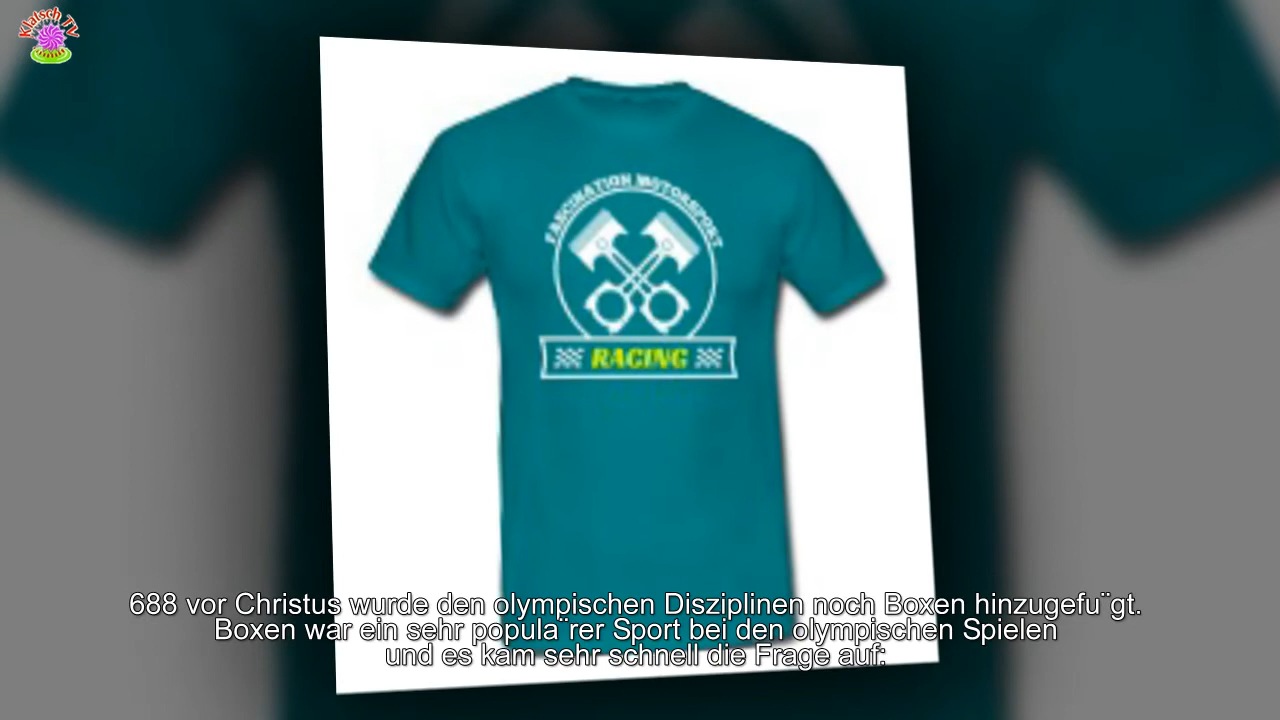 Klatsch TV
FASCINATION MOTORSPORT
RACING
688 vor Christus wurde den olympischen Disziplinen noch Boxen hinzugefu¨gt.
Boxen war ein sehr popula¨rer Sport bei den olympischen Spielen
und es kam sehr schnell die Frage auf: